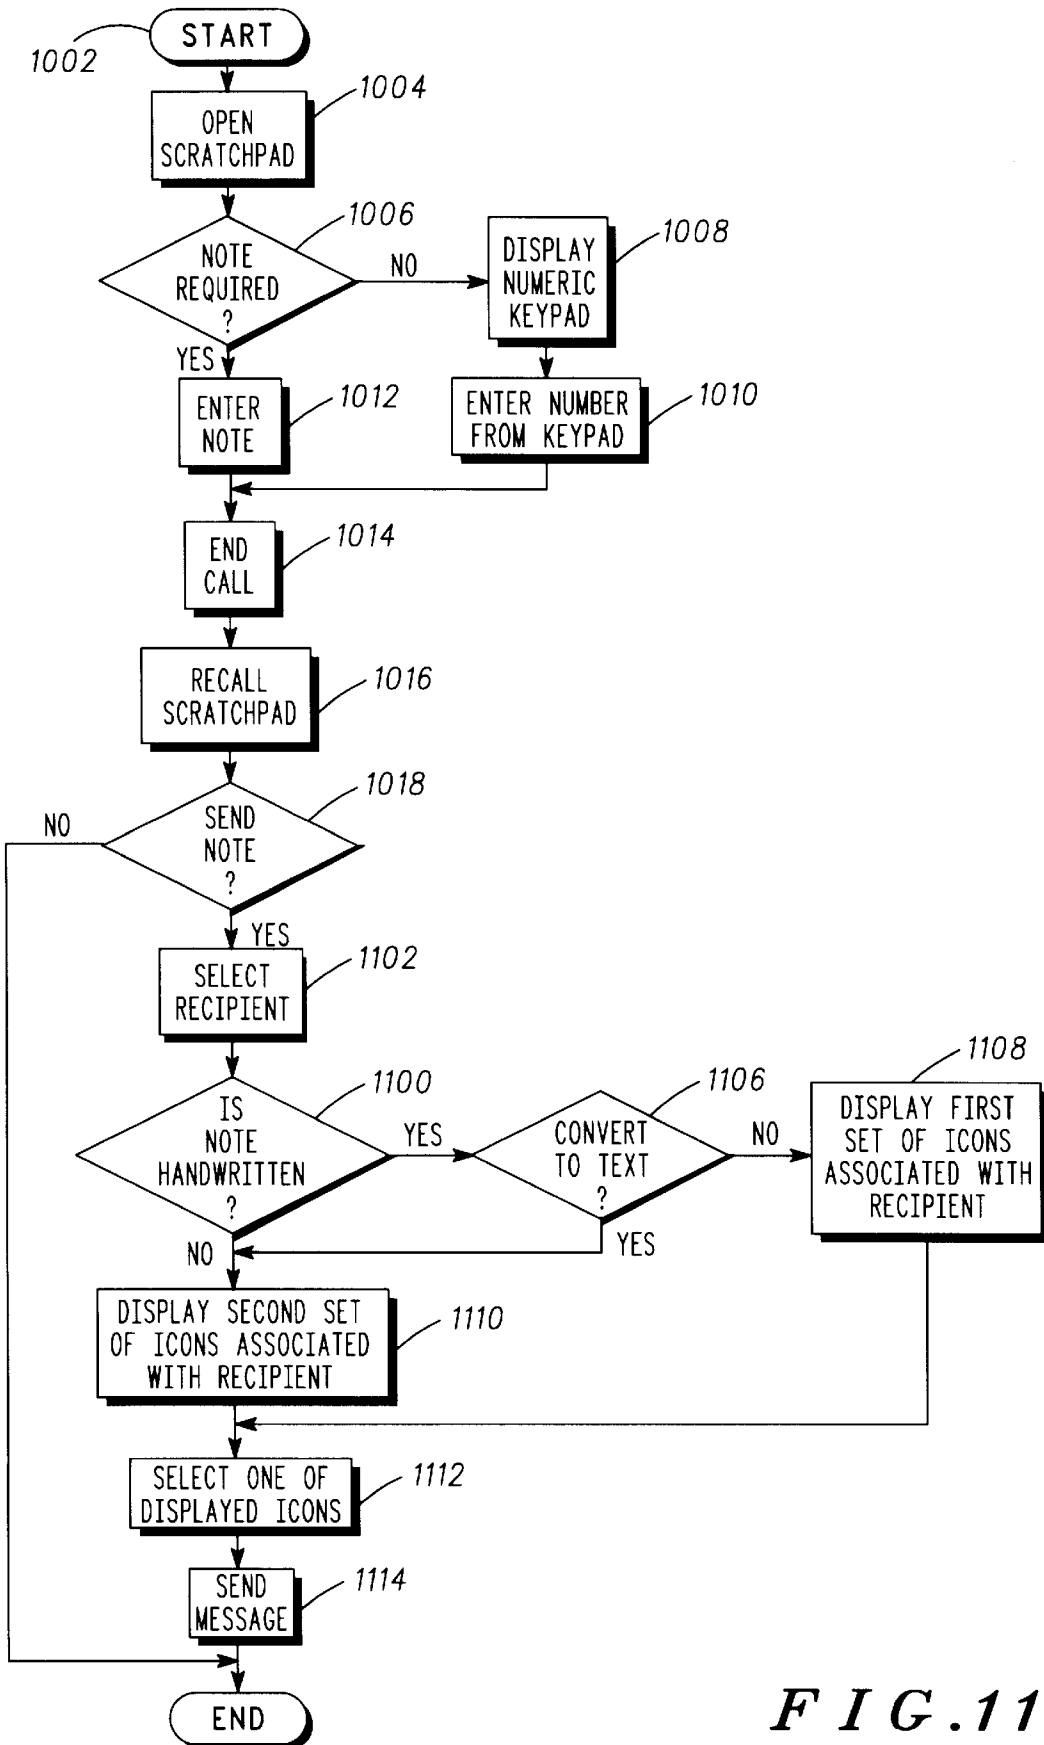 START
1002
1004
OPEN
SCRATCHPAD
1006
NOTE
REQUIRED
?
NO
1008
DISPLAY
NUMERIC
KEYPAD
YES
1012
ENTER
NOTE
1010
ENTER NUMBER
FROM KEYPAD
1014
END
CALL
1016
RECALL
SCRATCHPAD
1018
SEND
NOTE
?
NO
YES
1102
SELECT
RECIPIENT
1100
IS
NOTE
HANDWRITTEN
?
YES
1106
CONVERT
TO TEXT
?
NO
1108
DISPLAY FIRST
SET OF ICONS
ASSOCIATED WITH
RECIPIENT
NO
YES
DISPLAY SECOND SET
OF ICONS ASSOCIATED
WITH RECIPIENT
1110
SELECT ONE OF
DISPLAYED ICONS
1112
SEND
MESSAGE
1114
END
FIG.11